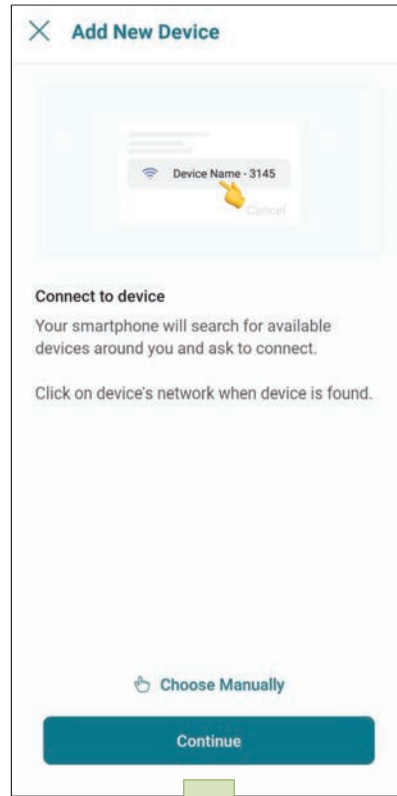 Add New Device
Device Name - 3145
Cancel
Connect to device
Your smartphone will search for available
devices around you and ask to connect.
Click on device's network when device is found.
Choose Manually
Continue